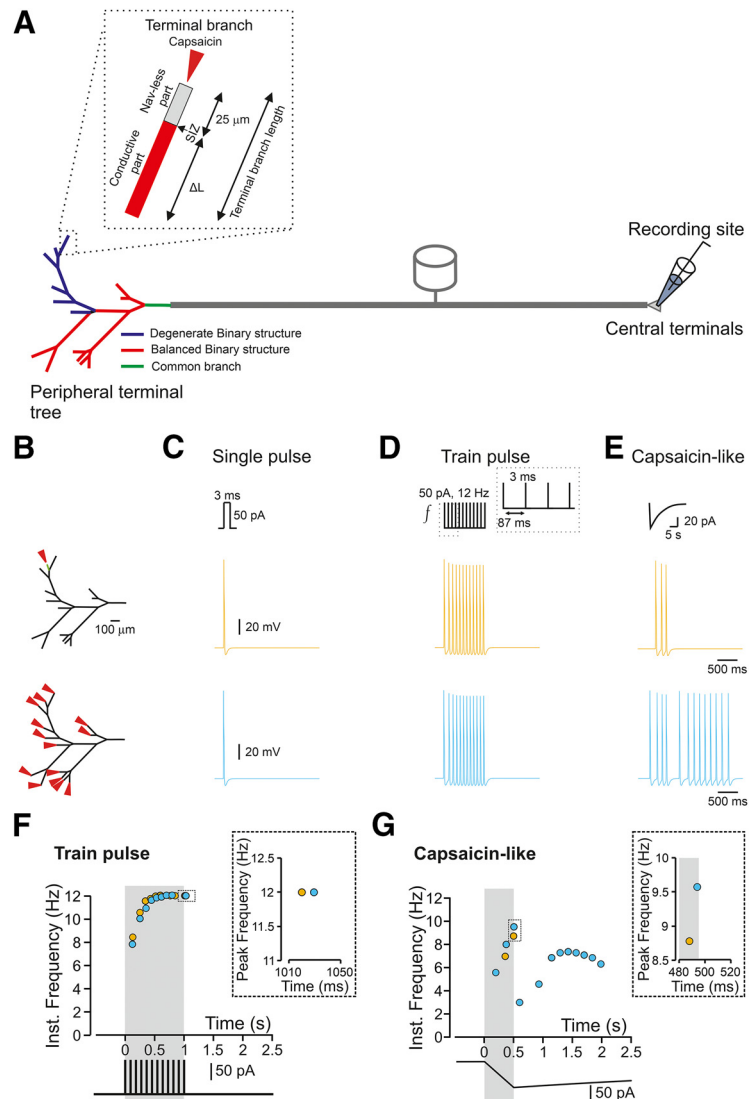 A
Terminal branch
Capsaicin
Nav-less
part
SIZ
25 μm
Conductive
part
ΔL
Terminal branch length
Recording site
Central terminals
Degenerate Binary structure
Balanced Binary structure
Common branch
Peripheral terminal
tree
B
C
D
E
Single pulse
Train pulse
Capsaicin-like
3 ms
50 pA
50 pA, 12 Hz
f
3 ms
87 ms
20 pA
5 s
100 μm
20 mV
500 ms
20 mV
500 ms
F
Train pulse
Inst. Frequency (Hz)
12
10
8
6
4
2
0
0 0.5 1 1.5 2 2.5
Time (s)
50 pA
Peak Frequency (Hz)
12.5
12
11.5
11
1010 1050
Time (ms)
G
Capsaicin-like
Inst. Frequency (Hz)
12
10
8
6
4
2
0
0 0.5 1 1.5 2 2.5
Time (s)
50 pA
Peak Frequency (Hz)
10
9.5
9
8.5
480 500 520
Time (ms)